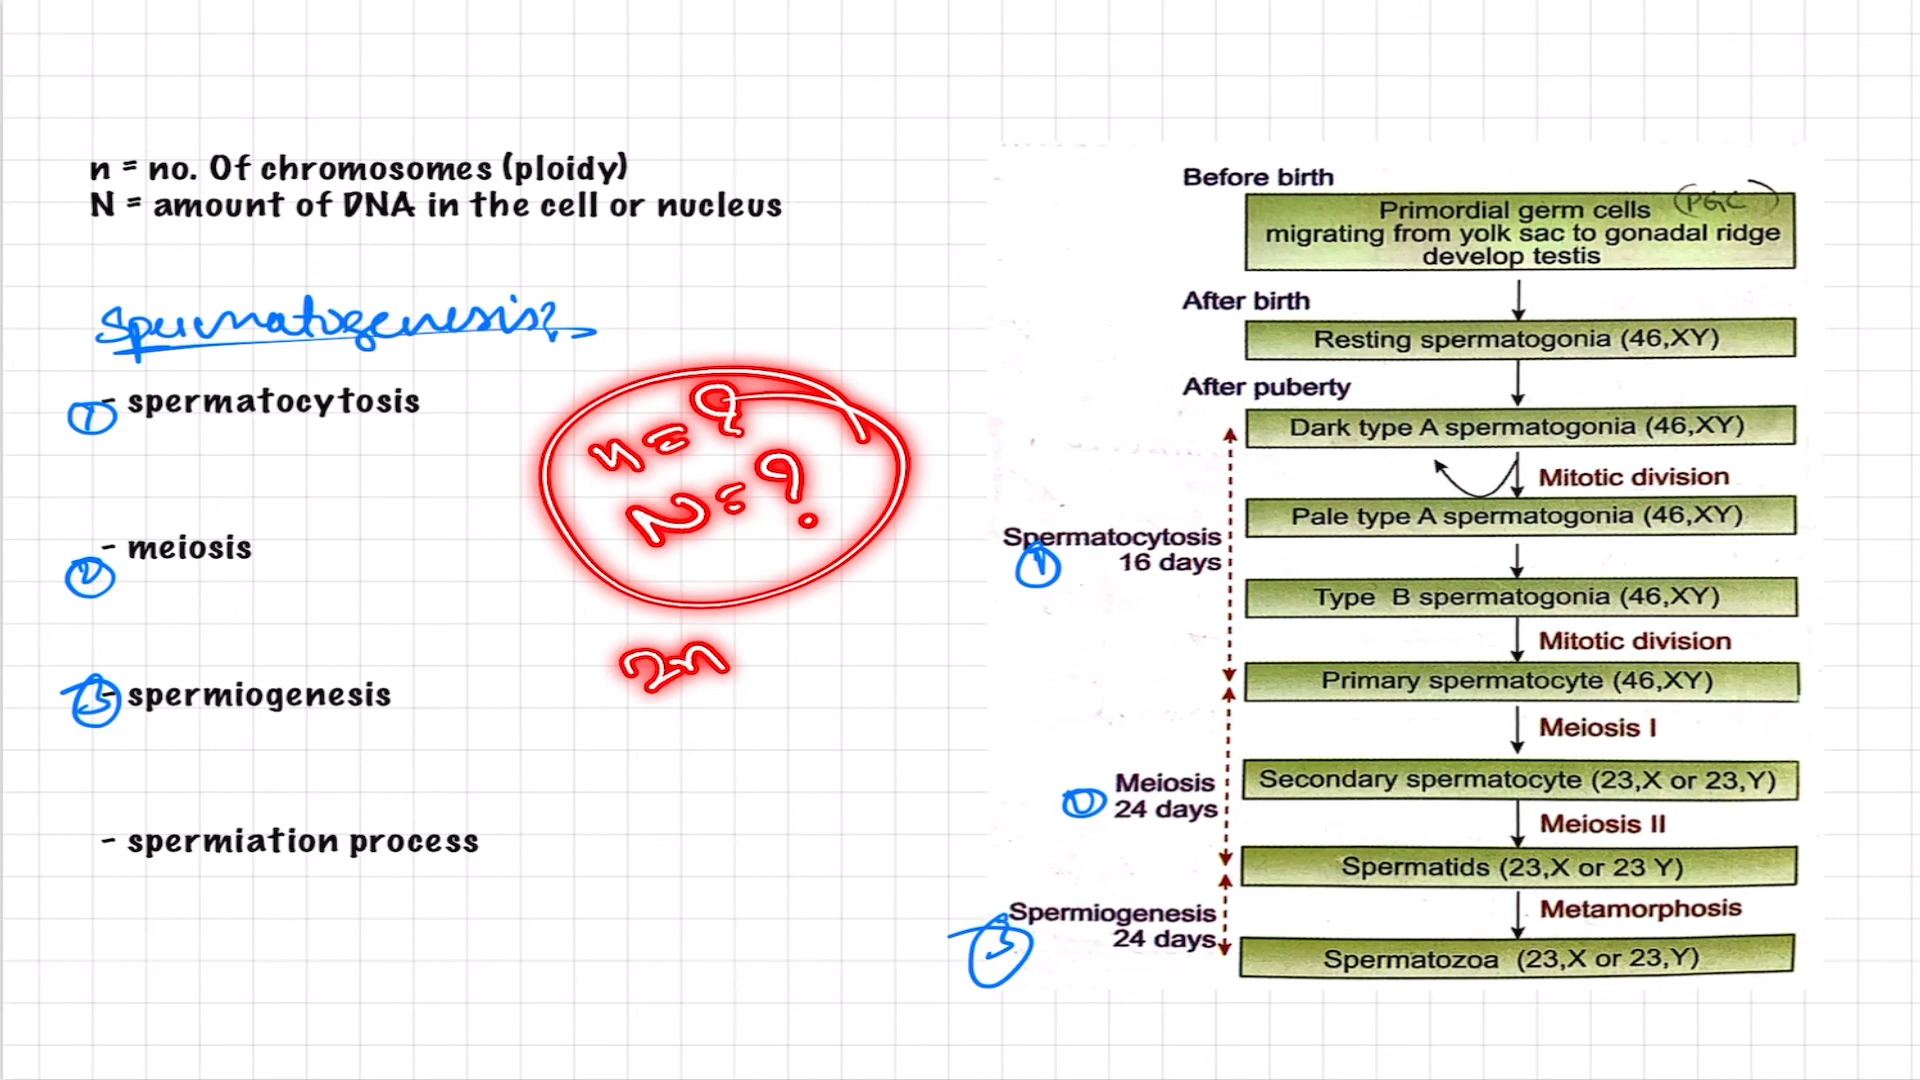 n = no. Of chromosomes (ploidy)
N = amount of DNA in the cell or nucleus
Spermatogenesis?
① - spermatocytosis
② - meiosis
③ - spermiogenesis
- spermiation process
n = ?
N = ?
2n
Before birth
Primordial germ cells (PGC)
migrating from yolk sac to gonadal ridge
develop testis
After birth
Resting spermatogonia (46,XY)
After puberty
Dark type A spermatogonia (46,XY)
Mitotic division
Pale type A spermatogonia (46,XY)
Spermatocytosis
① 16 days
Type B spermatogonia (46,XY)
Mitotic division
Primary spermatocyte (46,XY)
Meiosis I
Secondary spermatocyte (23,X or 23,Y)
Meiosis
24 days
Meiosis II
Spermatids (23,X or 23 Y)
Metamorphosis
Spermiogenesis
③ 24 days
Spermatozoa (23,X or 23,Y)